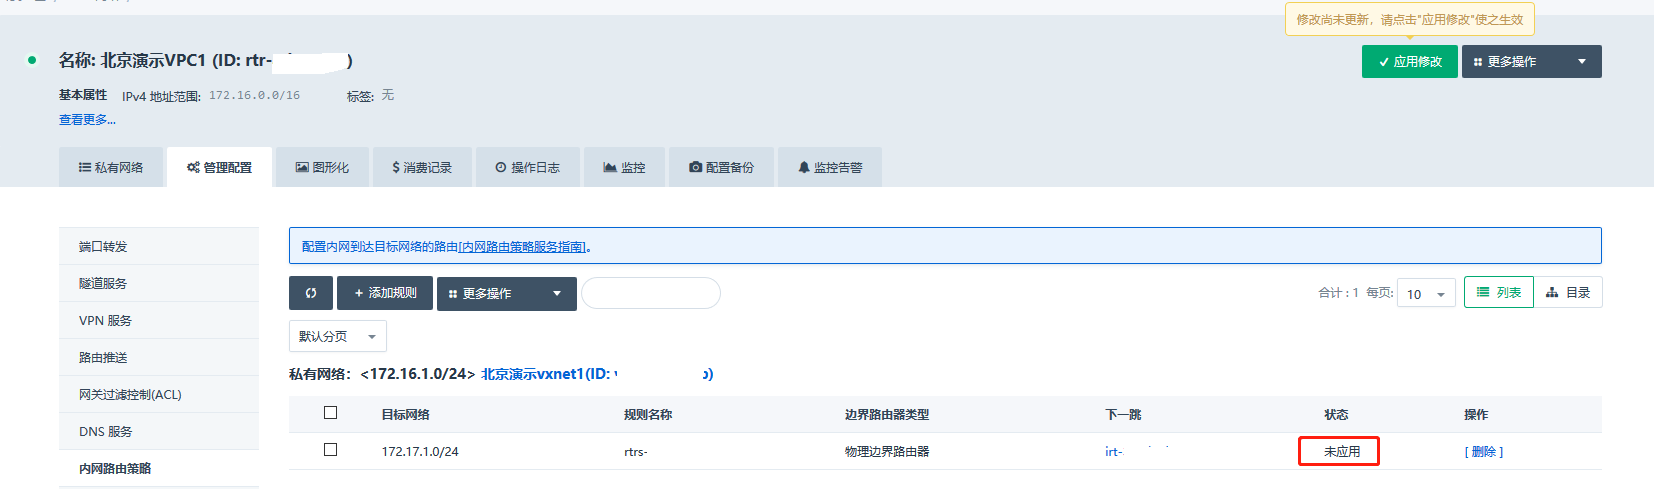 修改尚未更新，请点击"应用修改"使之生效
名称: 北京演示VPC1 (ID: rtr- )
应用修改 更多操作
基本属性 IPv4 地址范围: 172.16.0.0/16 标签: 无
查看更多...
私有网络 管理配置 图形化 消费记录 操作日志 监控 配置备份 监控告警
端口转发
隧道服务
VPN 服务
路由推送
网关过滤控制(ACL)
DNS 服务
内网路由策略
配置内网到达目标网络的路由[内网路由策略服务指南]。
+ 添加规则 更多操作 合计 : 1 每页: 10 列表 目录
默认分页
私有网络：<172.16.1.0/24> 北京演示vxnet1(ID: )
目标网络 规则名称 边界路由器类型 下一跳 状态 操作
172.17.1.0/24 rtrs- 物理边界路由器 irt- 未应用 [ 删除 ]